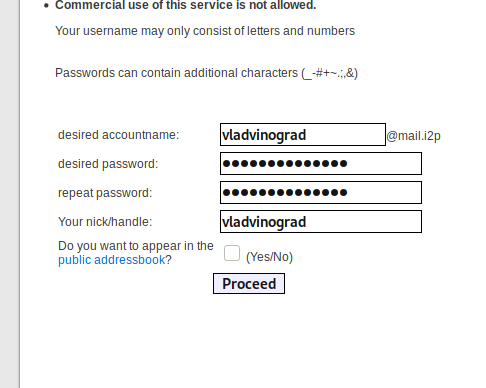 • Commercial use of this service is not allowed.
Your username may only consist of letters and numbers
Passwords can contain additional characters (_-#+~.:;,&)
desired accountname: vladvinograd@mail.i2p
desired password: ●●●●●●●●●●●●●●
repeat password: ●●●●●●●●●●●●●●
Your nick/handle: vladvinograd
Do you want to appear in the
public addressbook? (Yes/No)
Proceed